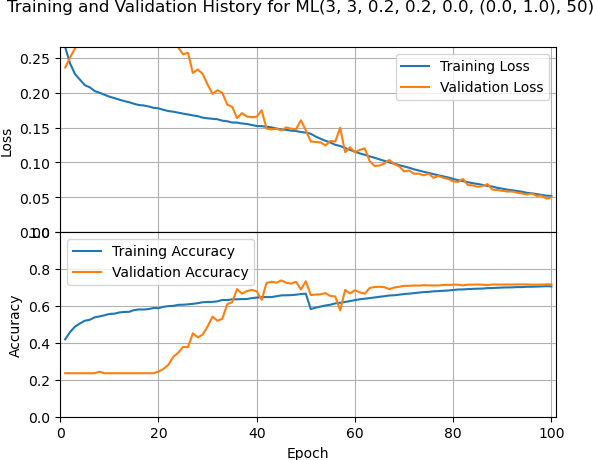 Training and Validation History for ML(3, 3, 0.2, 0.2, 0.0, (0.0, 1.0), 50)
0.25
0.20
0.15
0.10
0.05
0.00
Loss
Training Loss
Validation Loss
1.0
0.8
0.6
0.4
0.2
0.0
Accuracy
Training Accuracy
Validation Accuracy
0 20 40 60 80 100
Epoch